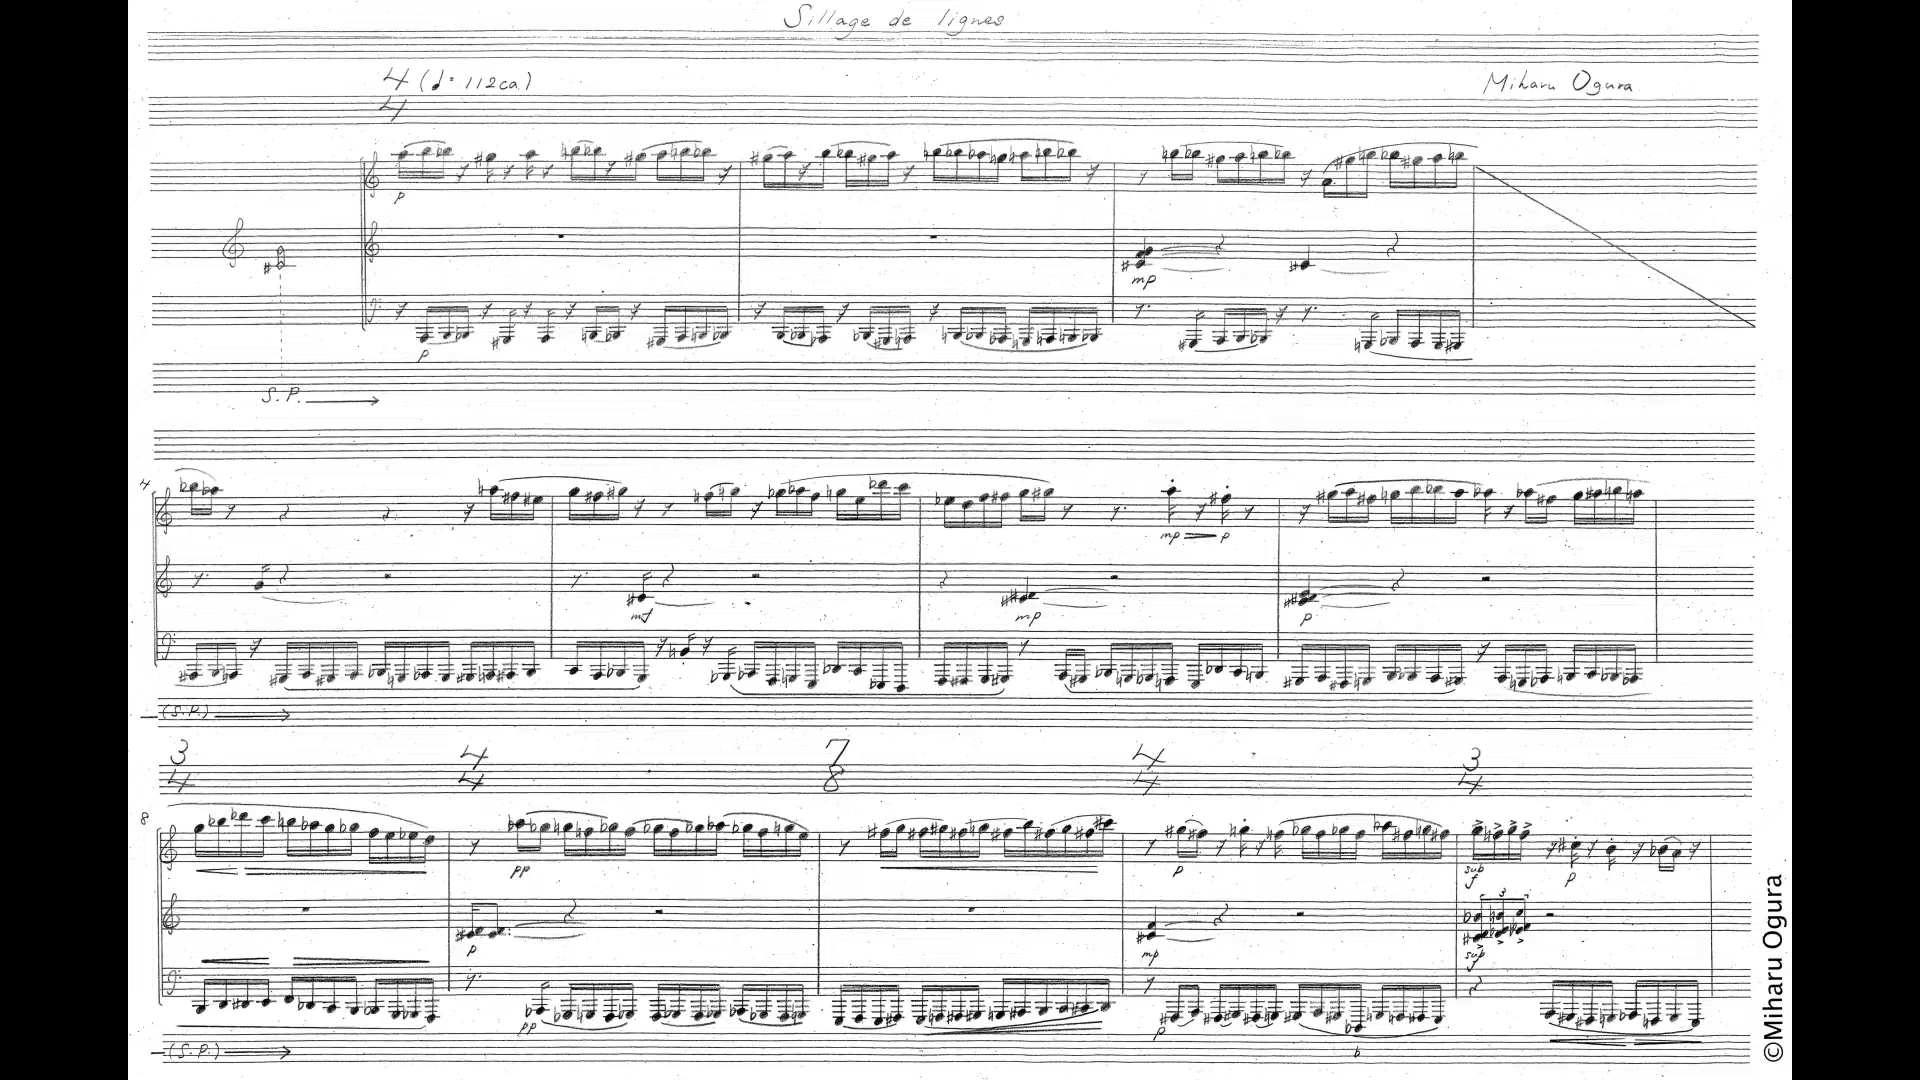 Sillage de lignes
4 (♩= 112ca.)
4
Miharu Ogura
p
mp
p
S.P.
4
mp p
mf mp p
(S.P.)
3 4 7 4 3
4 4 8 4 4
8
pp p sub f p
p mp sub f
pp p
(S.P.)
©Miharu Ogura